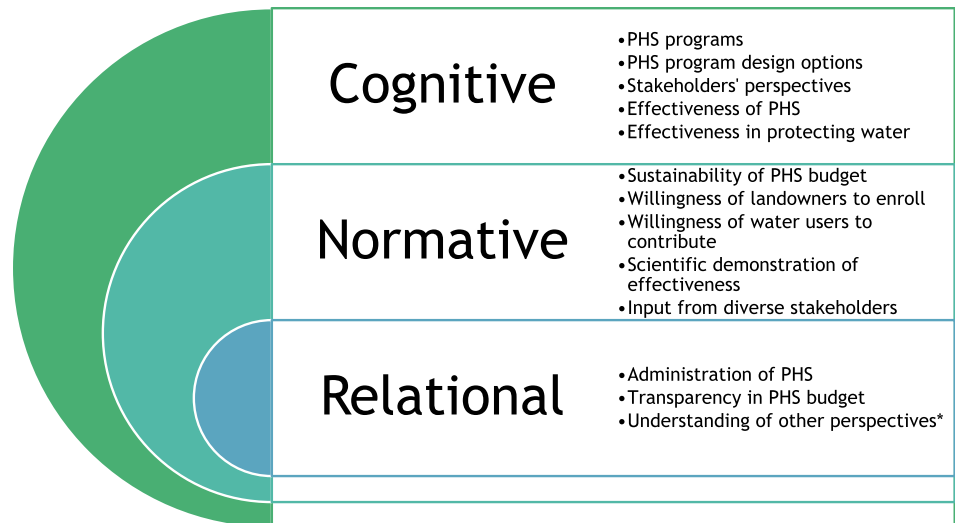 Cognitive
•PHS programs
•PHS program design options
•Stakeholders' perspectives
•Effectiveness of PHS
•Effectiveness in protecting water
Normative
•Sustainability of PHS budget
•Willingness of landowners to enroll
•Willingness of water users to
contribute
•Scientific demonstration of
effectiveness
•Input from diverse stakeholders
Relational
•Administration of PHS
•Transparency in PHS budget
•Understanding of other perspectives*